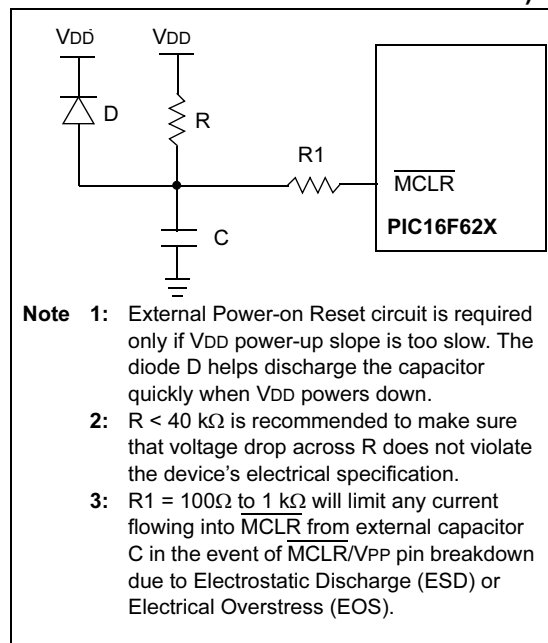 VDD VDD
D
R
R1
MCLR
PIC16F62X
C
Note 1: External Power-on Reset circuit is required
only if VDD power-up slope is too slow. The
diode D helps discharge the capacitor
quickly when VDD powers down.
2: R < 40 kΩ is recommended to make sure
that voltage drop across R does not violate
the device's electrical specification.
3: R1 = 100Ω to 1 kΩ will limit any current
flowing into MCLR from external capacitor
C in the event of MCLR/VPP pin breakdown
due to Electrostatic Discharge (ESD) or
Electrical Overstress (EOS).